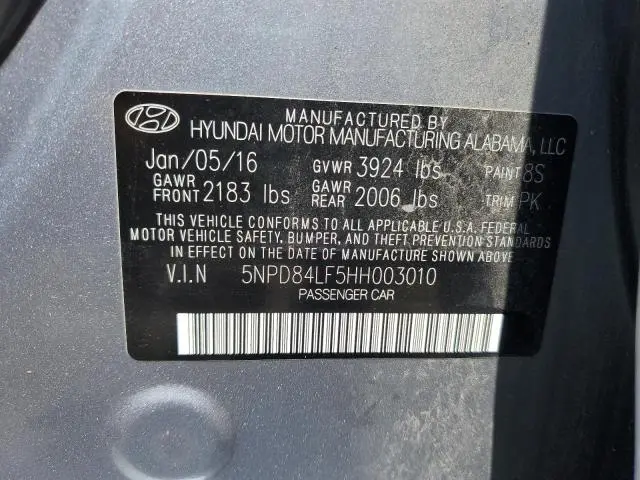 MANUFACTURED BY
HYUNDAI MOTOR MANUFACTURING ALABAMA, LLC
Jan/05/16 GVWR 3924 lbs PAINT 8S
GAWR FRONT 2183 lbs GAWR REAR 2006 lbs TRIM PK
THIS VEHICLE CONFORMS TO ALL APPLICABLE U.S.A. FEDERAL
MOTOR VEHICLE SAFETY, BUMPER, AND THEFT PREVENTION STANDARDS
IN EFFECT ON THE DATE OF MANUFACTURE SHOWN ABOVE.
V.I.N 5NPD84LF5HH003010
PASSENGER CAR